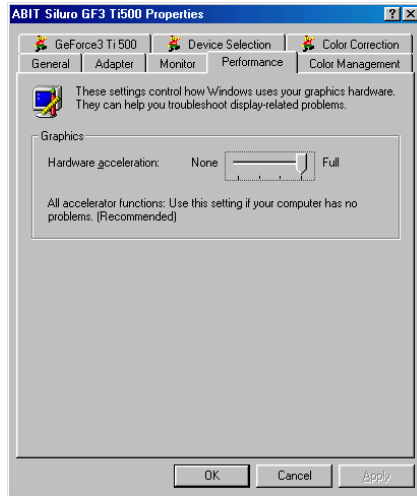 ABIT Siluro GF3 Ti500 Properties
GeForce3 Ti 500 Device Selection Color Correction
General Adapter Monitor Performance Color Management
These settings control how Windows uses your graphics hardware.
They can help you troubleshoot display-related problems.
Graphics
Hardware acceleration: None Full
All accelerator functions: Use this setting if your computer has no
problems. (Recommended)
OK Cancel Apply